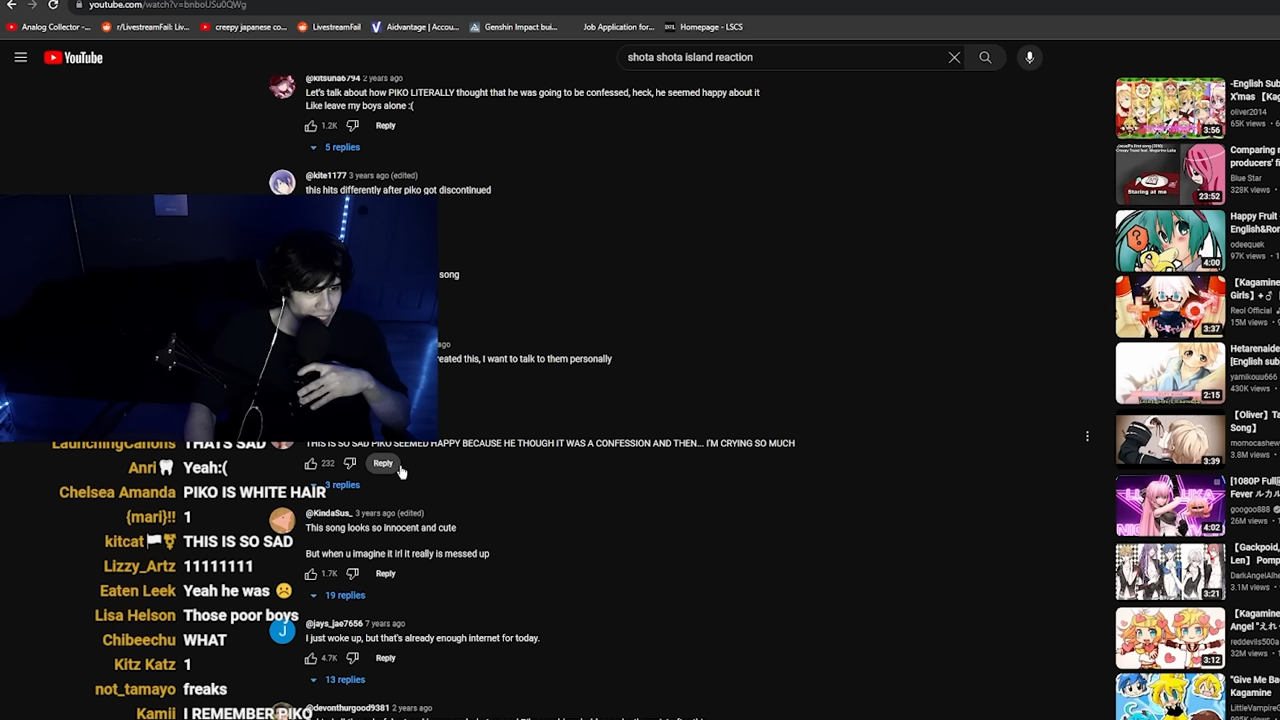 youtube.com/watch?v=bnboUSu0QWg
Analog Collector -...
r/LivestreamFail: Liv...
creepy japanese co...
LivestreamFail
Aidvantage | Accou...
Genshin Impact bui...
Job Application for...
Homepage - LSCS
YouTube
shota shota island reaction
@kitsuna6794 2 years ago
Let's talk about how PIKO LITERALLY thought that he was going to be confessed, heck, he seemed happy about it
Like leave my boys alone :(
1.2K Reply
5 replies
@kite1177 3 years ago (edited)
this hits differently after piko got discontinued
song
ago
reated this, I want to talk to them personally
THIS IS SO SAD PIKO SEEMED HAPPY BECAUSE HE THOUGH IT WAS A CONFESSION AND THEN... I'M CRYING SO MUCH
232 Reply
3 replies
@KindaSus_ 3 years ago (edited)
This song looks so innocent and cute
But when u imagine it irl it really is messed up
1.7K Reply
19 replies
J
@jays_jae7656 7 years ago
I just woke up, but that's already enough internet for today.
4.7K Reply
13 replies
@devonthurgood9381 2 years ago
LaunchingCanons THATS SAD
Anri🦷 Yeah:(
Chelsea Amanda PIKO IS WHITE HAIR
{mari}!! 1
kitcat🏳️⚧ THIS IS SO SAD
Lizzy_Artz 11111111
Eaten Leek Yeah he was ☹️
Lisa Helson Those poor boys
Chibeechu WHAT
Kitz Katz 1
not_tamayo freaks
Kamii I REMEMBER PIKO
3:56
-English Sub
X'mas 【Kag
oliver2014
65K views •
Staring at me
23:52
Comparing
producers' fi
Blue Star
328K views
?
4:00
Happy Fruit
English&Ror
odeequek
97K views •
3:37
【Kagamine
Girls】+♂
Reol Official
15M views •
2:15
Hetarenaide
[English sub
yamikouu666
430K views
3:39
【Oliver】Ta
Song】
momocashew
3.8M views
4:02
[1080P Full
Fever ルカル
googoo888
26M views •
3:21
【Gackpoid,
Len】 Pomp
DarkAngelAlhe
3.1M views
3:12
【Kagamine
Angel "えれ
reddevils500a
32M views •
"Give Me Bac
Kagamine
LittleVampire